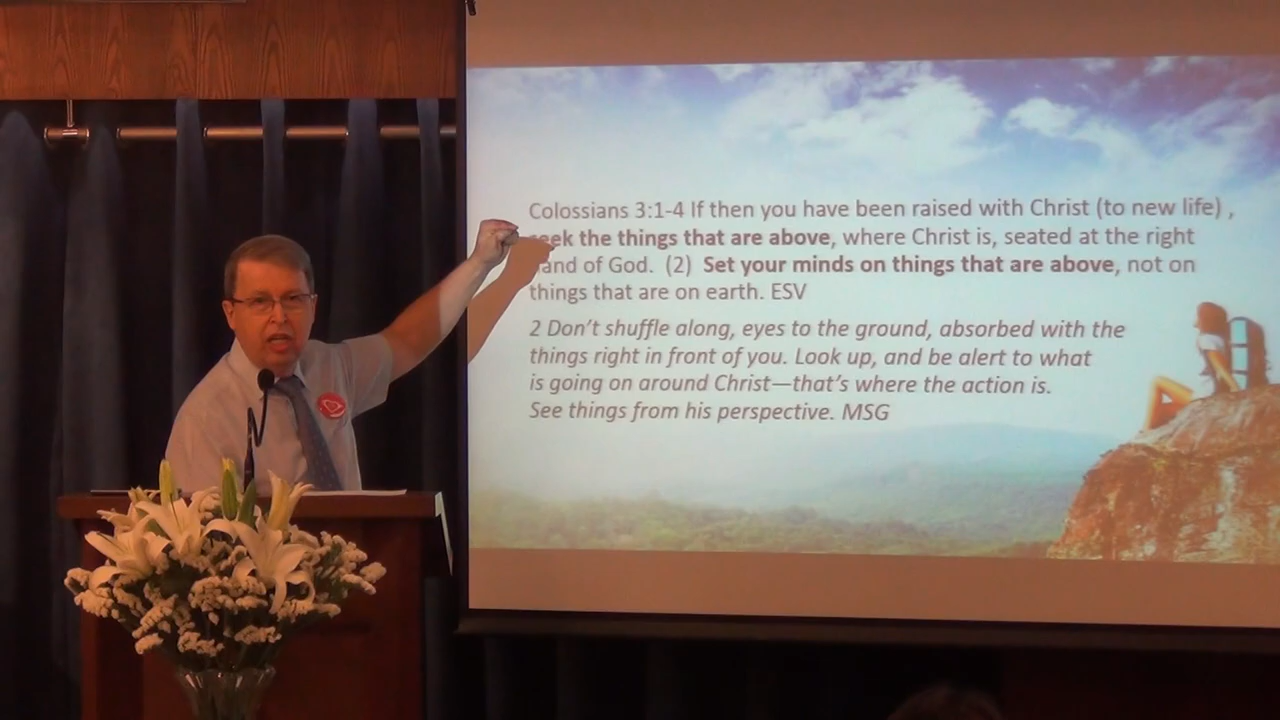 Colossians 3:1-4 If then you have been raised with Christ (to new life) ,
seek the things that are above, where Christ is, seated at the right
hand of God.  (2)  Set your minds on things that are above, not on
things that are on earth. ESV
2 Don’t shuffle along, eyes to the ground, absorbed with the
things right in front of you. Look up, and be alert to what
is going on around Christ—that’s where the action is.
See things from his perspective. MSG